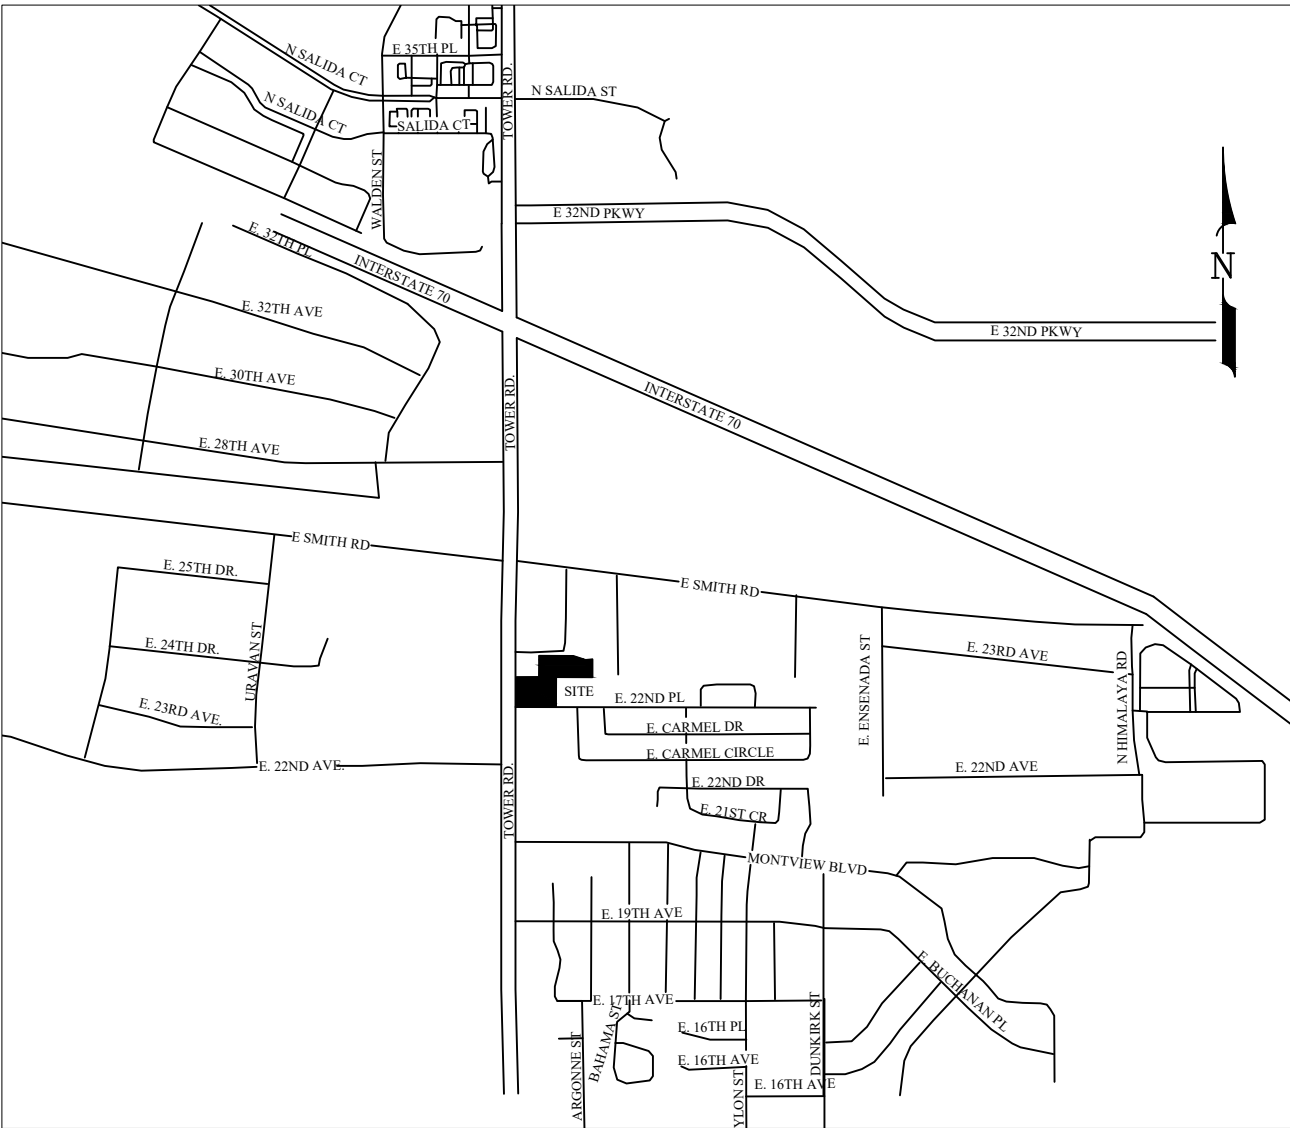 N SALIDA CT
E 35TH PL
TOWER RD.
N SALIDA ST
N SALIDA CT
SALIDA CT
WALDEN ST
E 32ND PKWY
E. 32TH PL
INTERSTATE 70
N
E. 32TH AVE
E 32ND PKWY
E. 30TH AVE
TOWER RD.
INTERSTATE 70
E. 28TH AVE
E SMITH RD
E. 25TH DR.
E SMITH RD
E. 24TH DR.
URAVAN ST
E. ENSENADA ST
E. 23RD AVE
N HIMALAYA RD
SITE
E. 22ND PL
E. 23RD AVE.
E. CARMEL DR
E. CARMEL CIRCLE
E. 22ND AVE.
TOWER RD.
E. 22ND AVE
E. 22ND DR
E. 21ST CR
MONTVIEW BLVD
E. 19TH AVE
E. BUCHANAN PL
E. 17TH AVE
BAHAMA ST
DUNKIRK ST
E. 16TH PL
ARGONNE ST
E. 16TH AVE
E. 16TH AVE
YLON ST